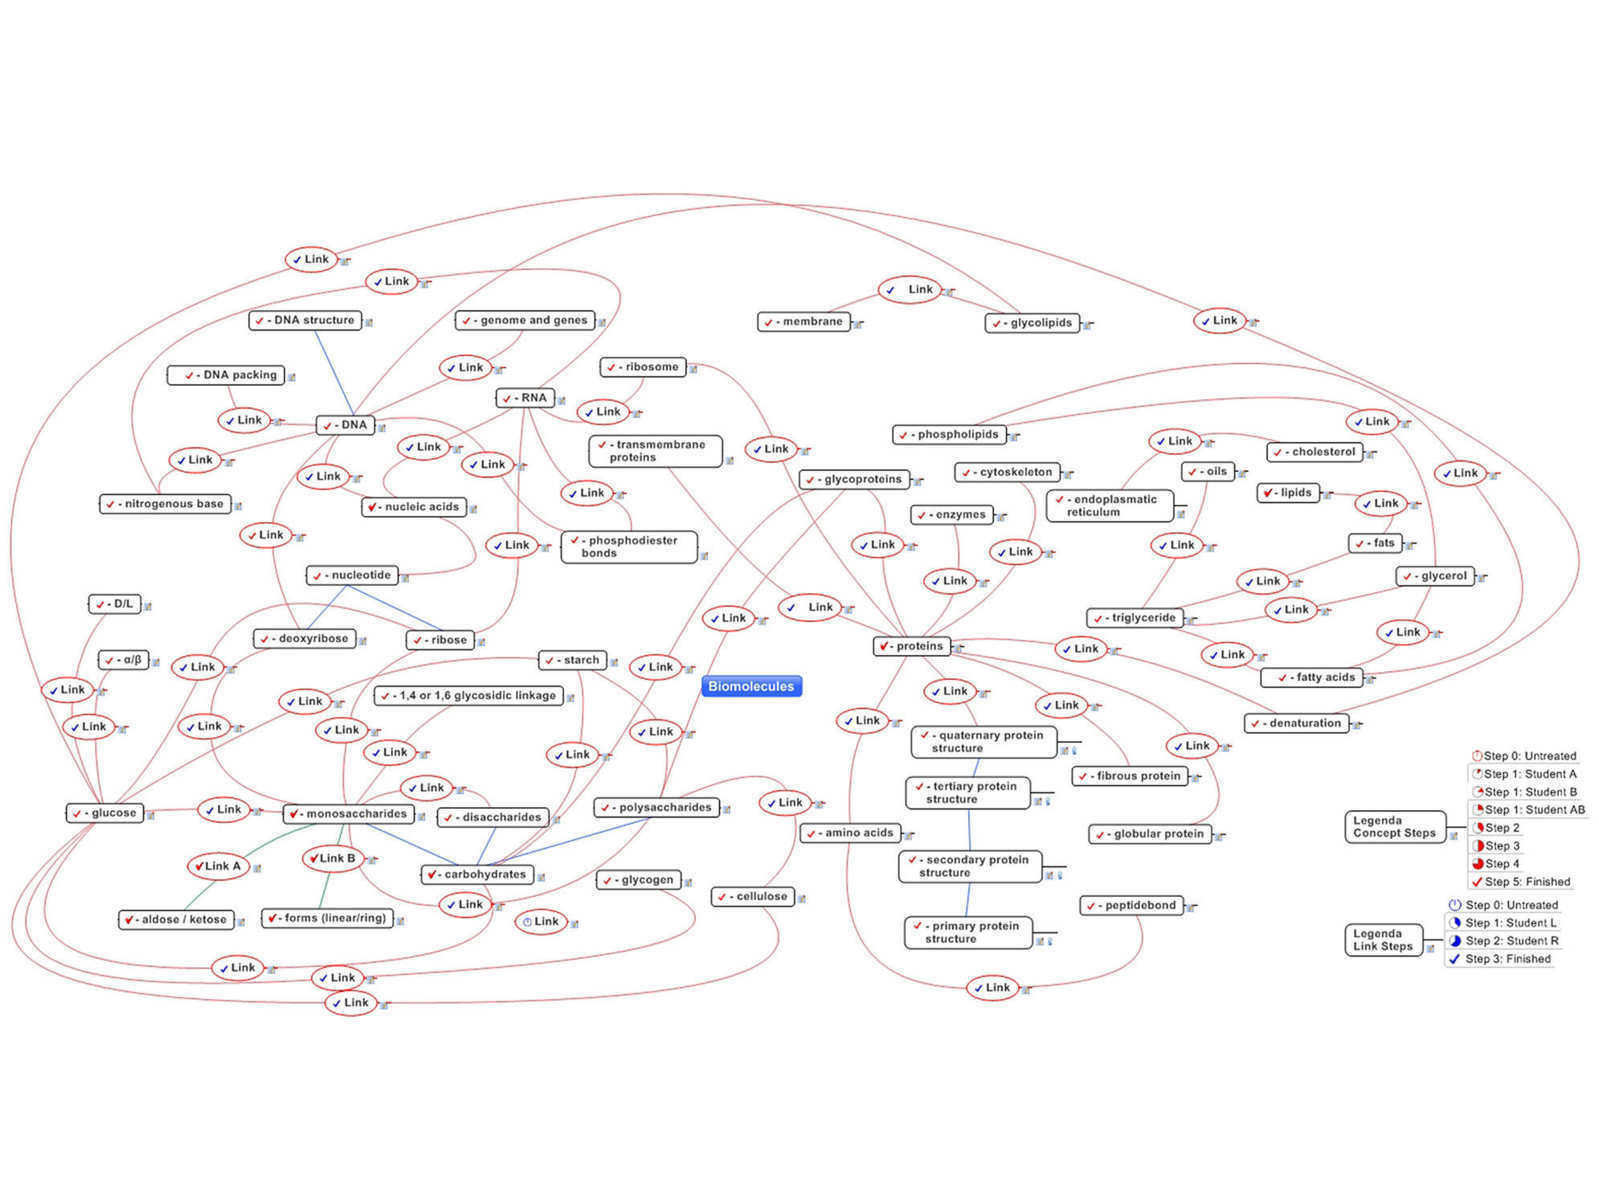 Link
Link
Link
- DNA structure
- genome and genes
- membrane
- glycolipids
Link
- DNA packing
Link
- ribosome
- RNA
Link
Link
- DNA
Link
Link
Link
- transmembrane
proteins
Link
- phospholipids
Link
Link
- cholesterol
Link
Link
- nitrogenous base
- nucleic acids
Link
- glycoproteins
- cytoskeleton
- oils
- endoplasmatic
reticulum
- lipids
Link
Link
- enzymes
Link
Link
- phosphodiester
bonds
Link
Link
Link
- fats
- nucleotide
Link
Link
- glycerol
- D/L
Link
Link
Link
- triglyceride
Link
- deoxyribose
- ribose
- proteins
Link
Link
- α/β
Link
- starch
Link
- fatty acids
Link
- 1,4 or 1,6 glycosidic linkage
Biomolecules
Link
Link
Link
Link
Link
Link
Link
Link
Link
- denaturation
Link
Link
- quaternary protein
structure
Link
- fibrous protein
- tertiary protein
structure
Link
- glucose
Link
- monosaccharides
- disaccharides
- polysaccharides
Link
- amino acids
- globular protein
Link A
Link B
- carbohydrates
- glycogen
- secondary protein
structure
- cellulose
- aldose / ketose
- forms (linear/ring)
Link
Link
- primary protein
structure
- peptidebond
Link
Link
Link
Link
Legenda
Concept Steps
Step 0: Untreated
Step 1: Student A
Step 1: Student B
Step 1: Student AB
Step 2
Step 3
Step 4
Step 5: Finished
Legenda
Link Steps
Step 0: Untreated
Step 1: Student L
Step 2: Student R
Step 3: Finished